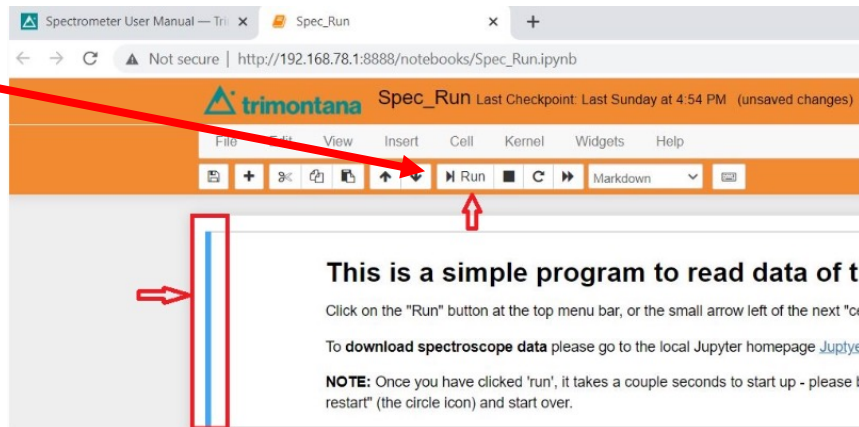 Spectrometer User Manual — Tri
Spec_Run
Not secure | http://192.168.78.1:8888/notebooks/Spec_Run.ipynb
trimontana Spec_Run Last Checkpoint: Last Sunday at 4:54 PM (unsaved changes)
File Edit View Insert Cell Kernel Widgets Help
Run Markdown
This is a simple program to read data of t
Click on the "Run" button at the top menu bar, or the small arrow left of the next "ce
To download spectroscope data please go to the local Jupyter homepage Juptye
NOTE: Once you have clicked 'run', it takes a couple seconds to start up - please b
restart" (the circle icon) and start over.